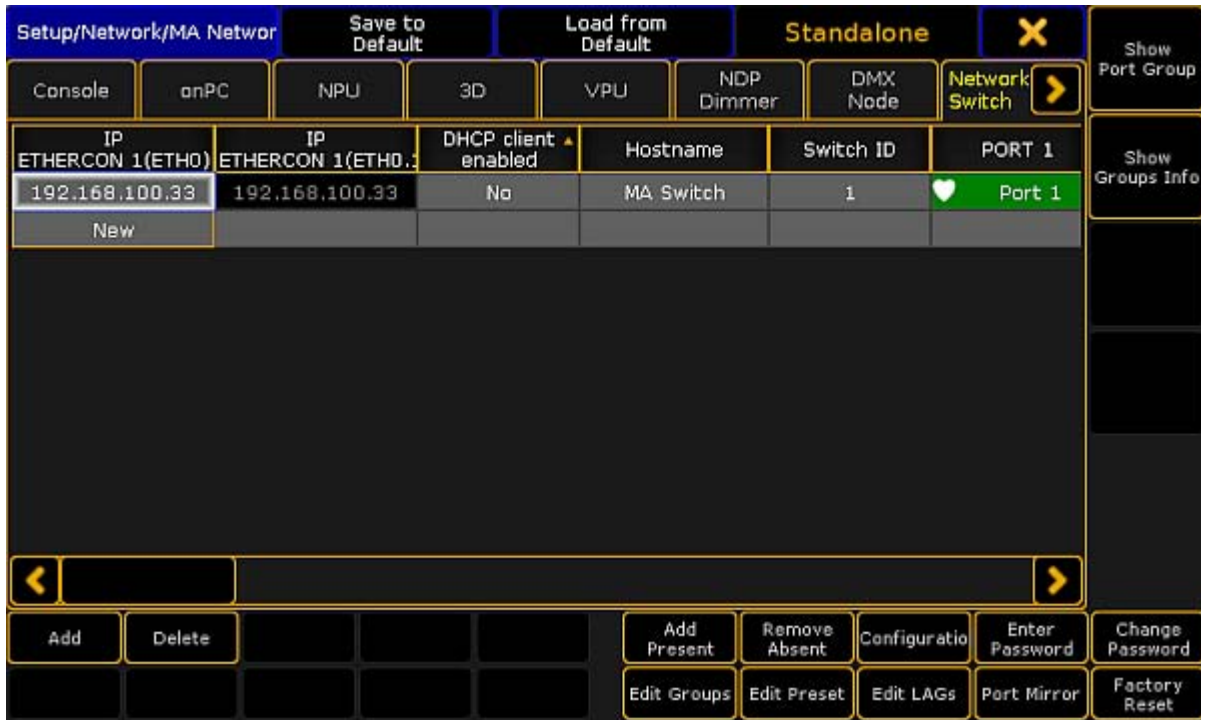 Setup/Netwo​rk/MA Networ
Save to
Default
Load from
Default
Standalone
Show
Port Group
Console
onPC
NPU
3D
VPU
NDP
Dimmer
DMX
Node
Network
Switch
IP
ETHERCON 1(ETH0)
IP
ETHERCON 1(ETH0.:
DHCP client
enabled
Hostname
Switch ID
PORT 1
Show
Groups Info
192.168.100.33
192.168.100.33
No
MA Switch
1
Port 1
New
Add
Delete
Add
Present
Remove
Absent
Configuratio
Enter
Password
Change
Password
Edit Groups
Edit Preset
Edit LAGs
Port Mirror
Factory
Reset